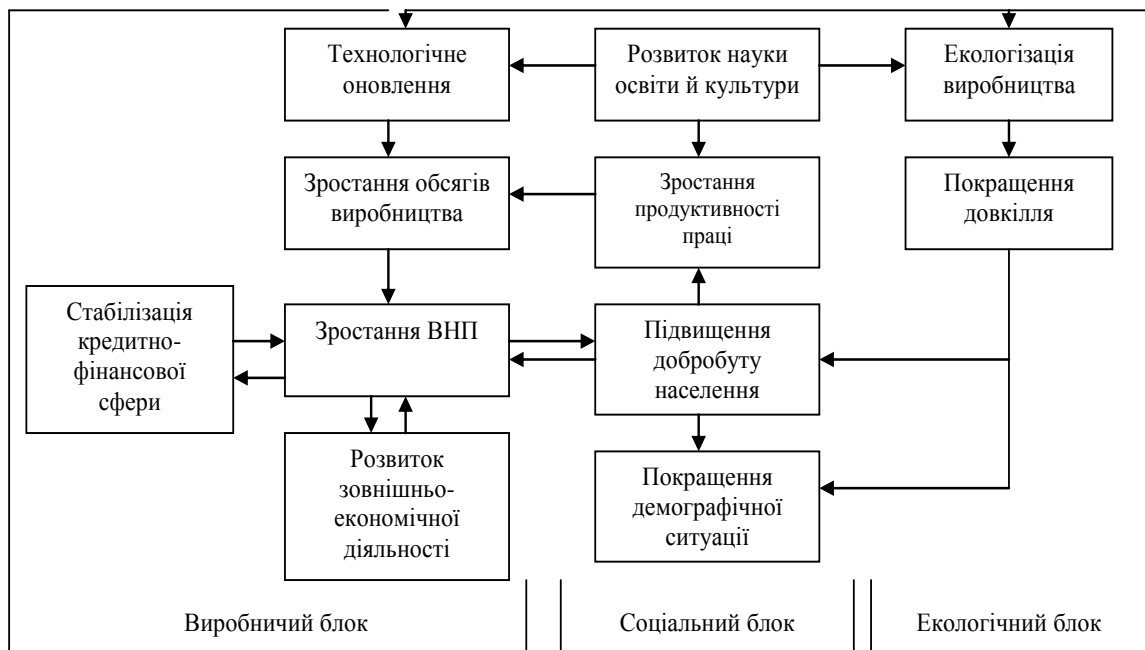 Технологічне
оновлення
Розвиток науки
освіти й культури
Екологізація
виробництва
Зростання обсягів
виробництва
Зростання
продуктивності
праці
Покращення
довкілля
Стабілізація
кредитно-
фінансової
сфери
Зростання ВНП
Підвищення
добробуту
населення
Розвиток
зовнішньо-
економічної
діяльності
Покращення
демографічної
ситуації
Виробничий блок
Соціальний блок
Екологічний блок